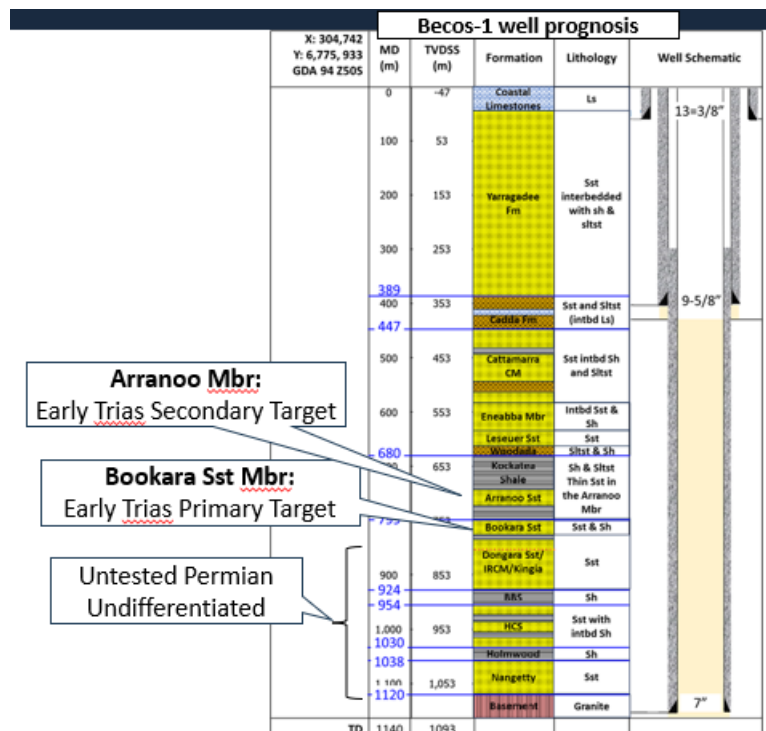 Becos-1 well prognosis
X: 304,742
Y: 6,775, 933
GDA 94 Z50S
MD
(m)
TVDSS
(m)
Formation
Lithology
Well Schematic
0
-47
Coastal
Limestones
Ls
13=3/8”
100
53
200
153
Yarragadee
Fm
Sst
interbedded
with sh &
sltst
300
253
389
400
353
Cadda Fm
Sst and Sltst
(intbd Ls)
9-5/8”
447
500
453
Cattamarra
CM
Sst intbd Sh
and Sltst
Arranoo Mbr:
Early Trias Secondary Target
600
553
Eneabba Mbr
Intbd Sst &
Sh
Leseuer Sst
Sst
680
Woodada
Sltst & Sh
653
Kockatea
Shale
Arranoo Sst
Sh & Sltst
Thin Sst in
the Arranoo
Mbr
Bookara Sst Mbr:
Early Trias Primary Target
Bookara Sst
Sst & Sh
Untested Permian
Undifferentiated
Dongara Sst/
IRCM/Kingia
Sst
900
853
924
BBS
Sh
954
1,000
953
HCS
Sst with
intbd Sh
1030
Holmwood
Sh
1038
Nangetty
Sst
1,100
1,053
1120
Basement
Granite
7”
TD
1140
1093